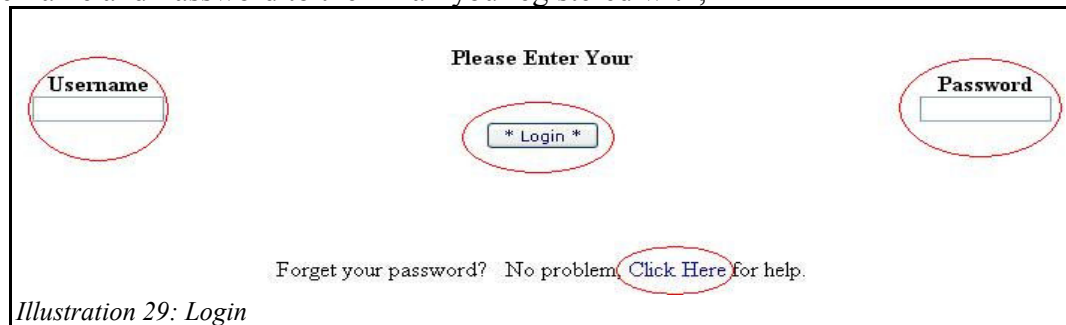 Please Enter Your
Username
Password
* Login *
Forget your password? No problem, Click Here for help.
Illustration 29: Login